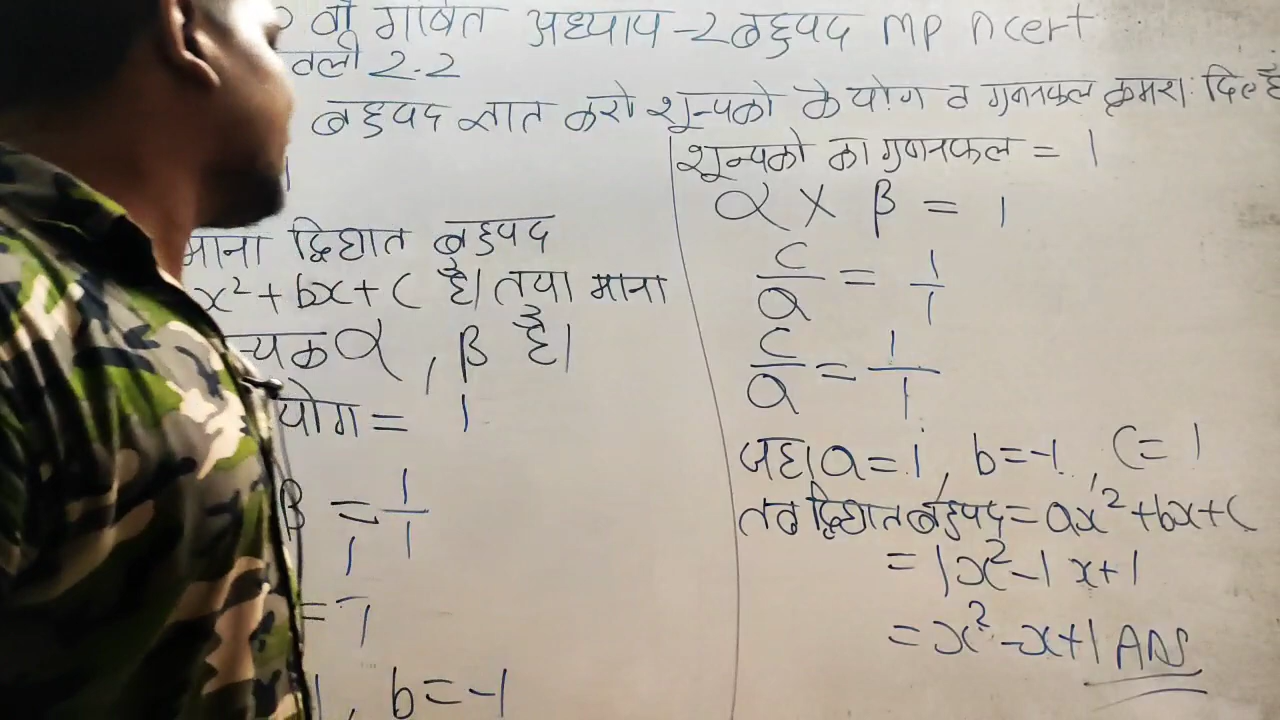 वी गणित अध्याय-2 बहुपद MP Ncert
वली 2.2
बहुपद ज्ञात करो शून्यको के योग व गुणनफल क्रमशः दिए है
1
माना द्विघात बहुपद
x²+bx+c है। तथा माना
न्यक α, β है।
योग = 1
β = 1/1
b = -1
शून्यको का गुणनफल = 1
α × β = 1
c/a = 1/1
c/a = 1/1
जहा a=1, b=-1, c=1
तब द्विघात बहुपद = ax²+bx+c
= 1x²-1x+1
= x²-x+1 Ans